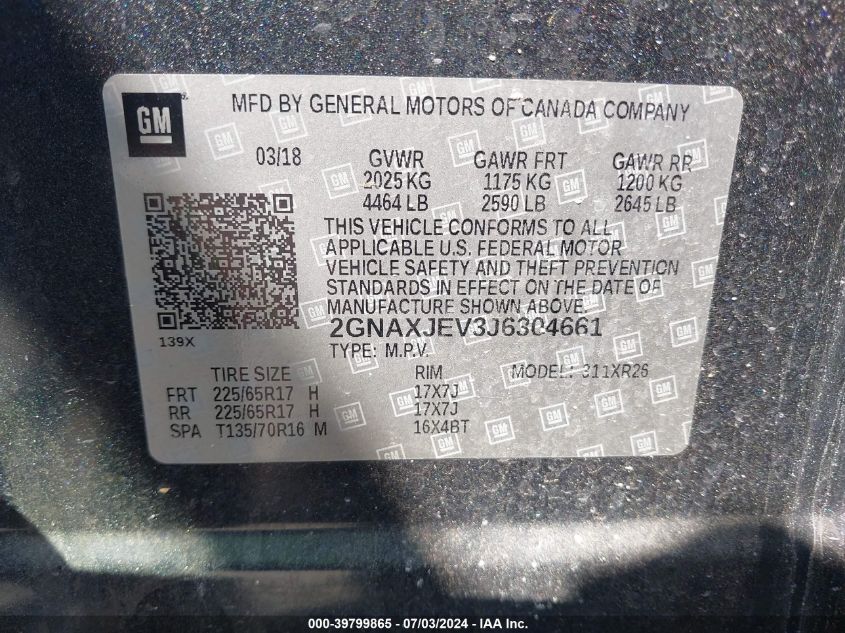 GM
MFD BY GENERAL MOTORS OF CANADA COMPANY
03/18 GVWR GAWR FRT GAWR RR
2025 KG 1175 KG 1200 KG
4464 LB 2590 LB 2645 LB
THIS VEHICLE CONFORMS TO ALL
APPLICABLE U.S. FEDERAL MOTOR
VEHICLE SAFETY AND THEFT PREVENTION
STANDARDS IN EFFECT ON THE DATE OF
MANUFACTURE SHOWN ABOVE.
2GNAXJEV3J6304661
139X
TYPE: M.P.V.
TIRE SIZE RIM MODEL: 311XR26
FRT 225/65R17 H 17X7J
RR 225/65R17 H 17X7J
SPA T135/70R16 M 16X4BT
000-39799865 - 07/03/2024 - IAA Inc.